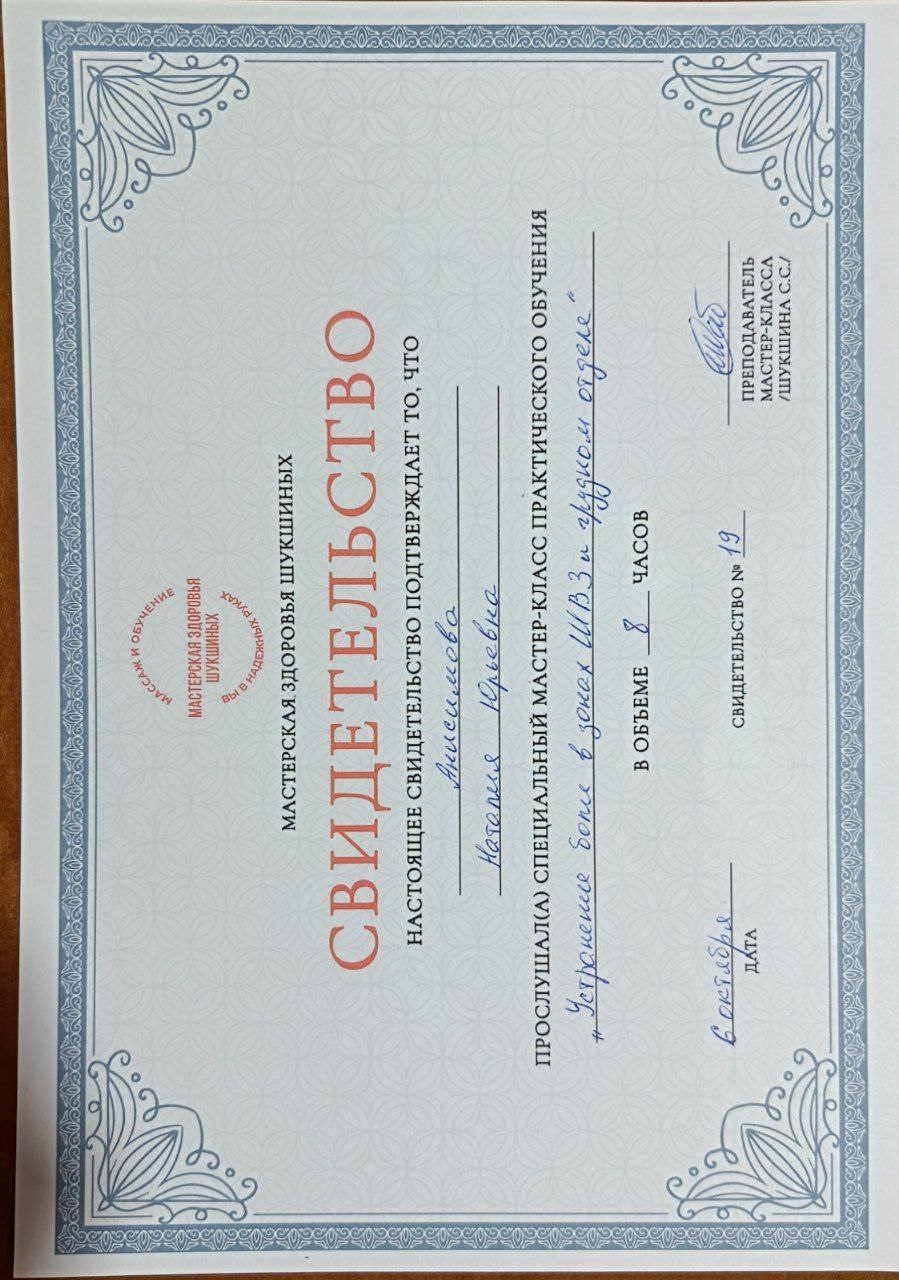 МАССАЖ И ОБУЧЕНИЕ
МАСТЕРСКАЯ ЗДОРОВЬЯ
ШУКШИНЫХ
ВЫ В НАДЕЖНЫХ РУКАХ
МАСТЕРСКАЯ ЗДОРОВЬЯ ШУКШИНЫХ
СВИДЕТЕЛЬСТВО
НАСТОЯЩЕЕ СВИДЕТЕЛЬСТВО ПОДТВЕРЖДАЕТ ТО, ЧТО
Анисимова
Наталия Юрьевна
ПРОСЛУШАЛ(А) СПЕЦИАЛЬНЫЙ МАСТЕР-КЛАСС ПРАКТИЧЕСКОГО ОБУЧЕНИЯ
„Устранение боли в зонах ШВЗ и грудном отделе“
В ОБЪЕМЕ 8 ЧАСОВ
6 октября
ДАТА
СВИДЕТЕЛЬСТВО № 19
ПРЕПОДАВАТЕЛЬ
МАСТЕР-КЛАССА
/ШУКШИНА С.С./